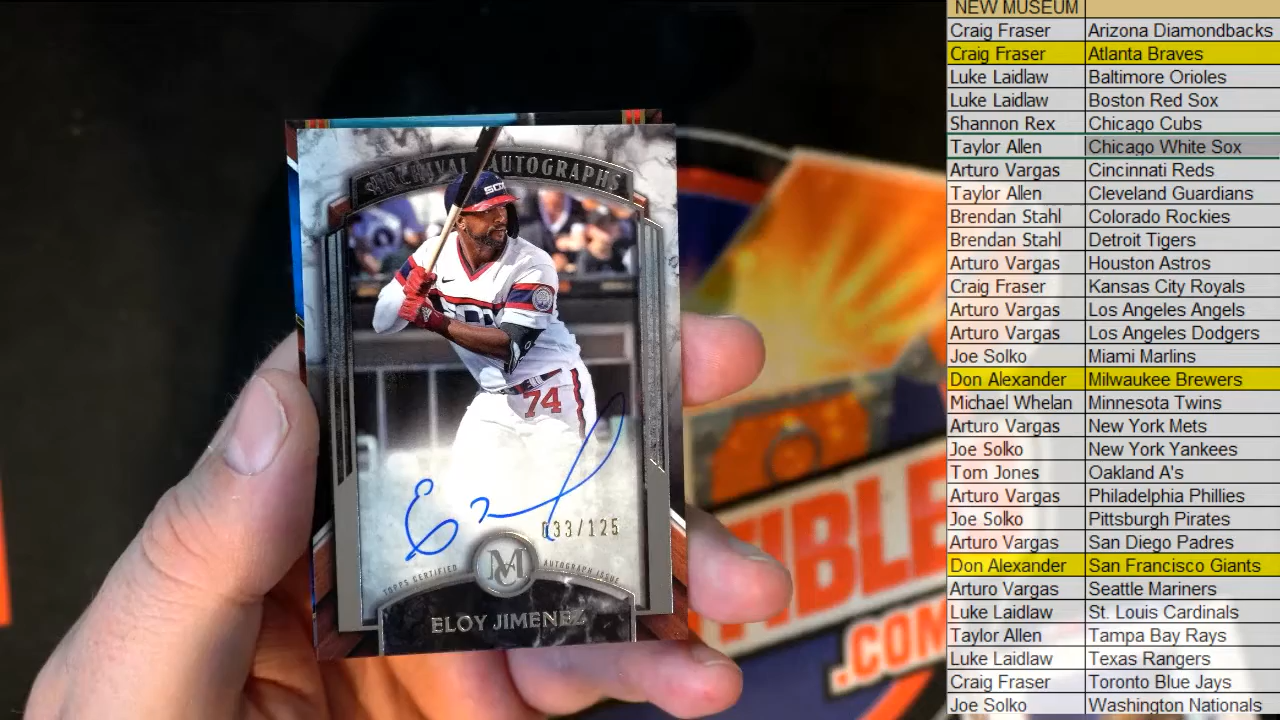 ARCHIVAL AUTOGRAPHS
SOX
74
033/125
TOPPS CERTIFIED
M
AUTOGRAPH ISSUE
ELOY JIMENEZ
TIBLE
.COM
NEW MUSEUM
Craig Fraser Arizona Diamondbacks
Craig Fraser Atlanta Braves
Luke Laidlaw Baltimore Orioles
Luke Laidlaw Boston Red Sox
Shannon Rex Chicago Cubs
Taylor Allen Chicago White Sox
Arturo Vargas Cincinnati Reds
Taylor Allen Cleveland Guardians
Brendan Stahl Colorado Rockies
Brendan Stahl Detroit Tigers
Arturo Vargas Houston Astros
Craig Fraser Kansas City Royals
Arturo Vargas Los Angeles Angels
Arturo Vargas Los Angeles Dodgers
Joe Solko Miami Marlins
Don Alexander Milwaukee Brewers
Michael Whelan Minnesota Twins
Arturo Vargas New York Mets
Joe Solko New York Yankees
Tom Jones Oakland A's
Arturo Vargas Philadelphia Phillies
Joe Solko Pittsburgh Pirates
Arturo Vargas San Diego Padres
Don Alexander San Francisco Giants
Arturo Vargas Seattle Mariners
Luke Laidlaw St. Louis Cardinals
Taylor Allen Tampa Bay Rays
Luke Laidlaw Texas Rangers
Craig Fraser Toronto Blue Jays
Joe Solko Washington Nationals